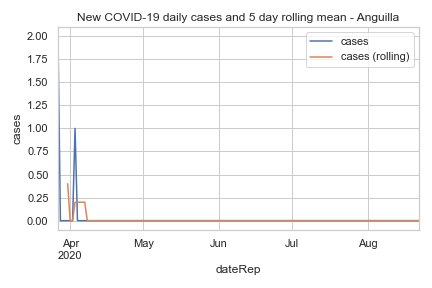 New COVID-19 daily cases and 5 day rolling mean - Anguilla
cases
cases (rolling)
2.00
1.75
1.50
1.25
1.00
0.75
0.50
0.25
0.00
cases
Apr
2020
May
Jun
Jul
Aug
dateRep